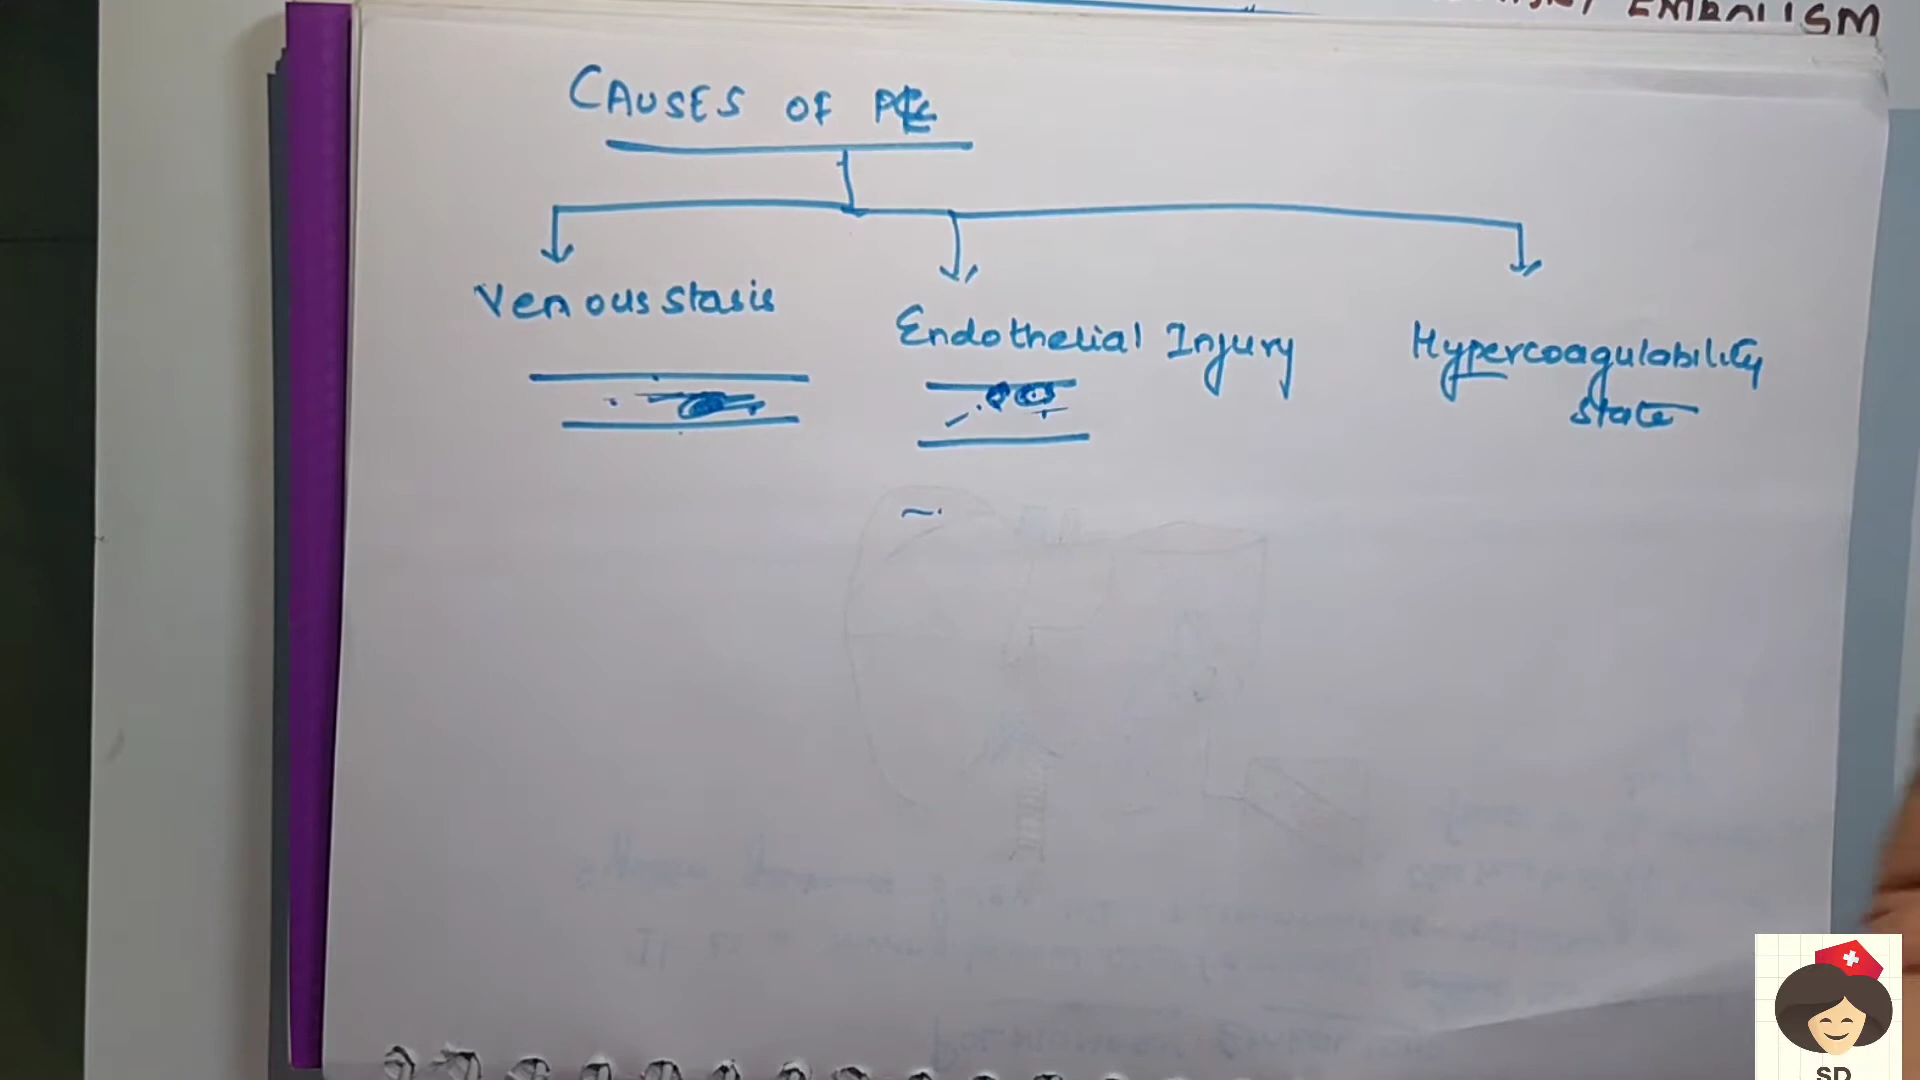 EMBOLISM
CAUSES OF PE
Venous stasis
Endothelial Injury
Hypercoagulability
state
SD